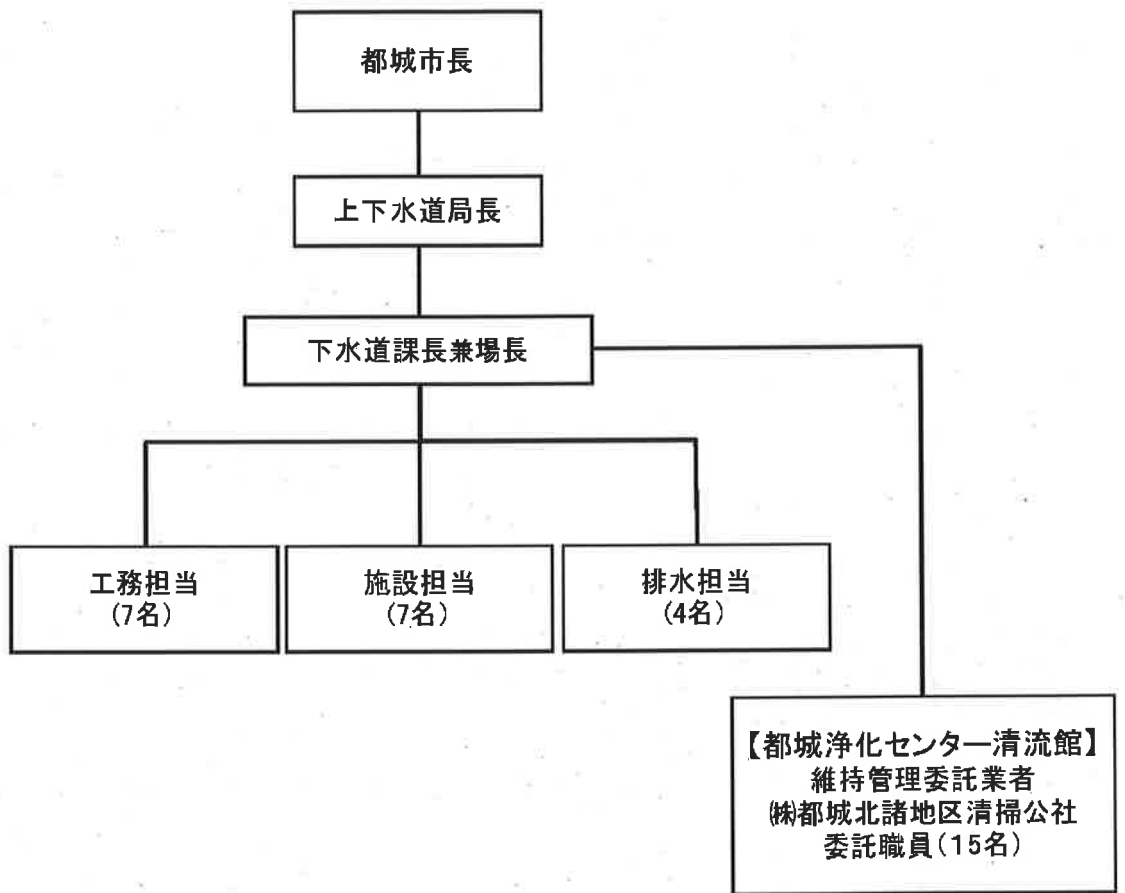 都城市長
上下水道局長
下水道課長兼場長
工務担当
(7名)
施設担当
(7名)
排水担当
(4名)
【都城浄化センター清流館】
維持管理委託業者
㈱都城北諸地区清掃公社
委託職員(15名)